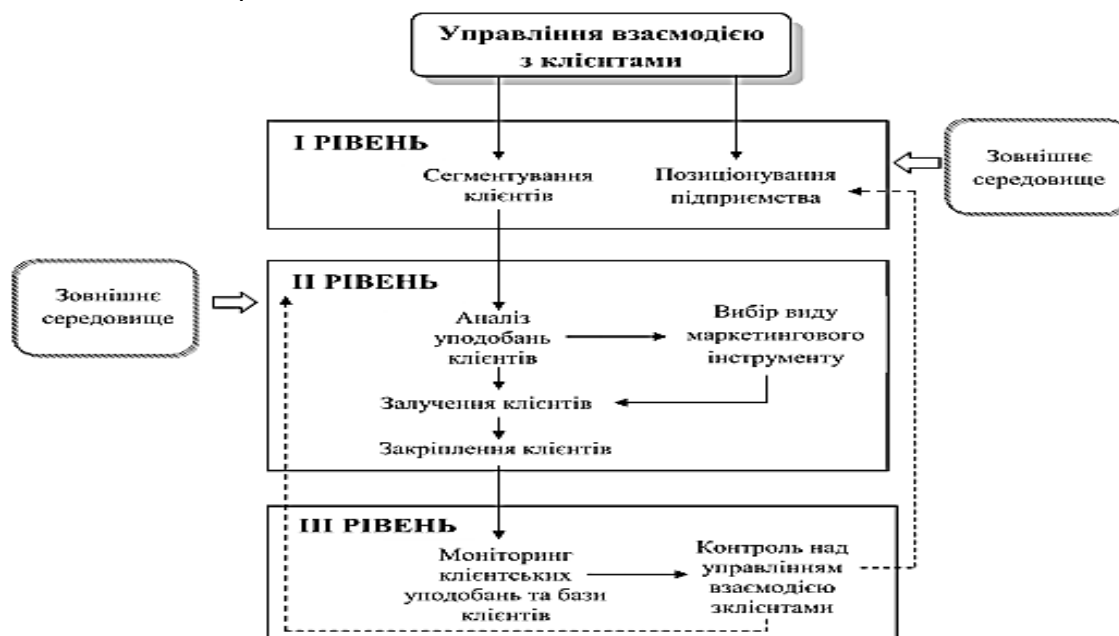 Управління взаємодією
з клієнтами
І РІВЕНЬ
Сегментування
клієнтів
Позиціонування
підприємства
Зовнішнє
середовище
Зовнішнє
середовище
ІІ РІВЕНЬ
Аналіз
уподобань
клієнтів
Вибір виду
маркетингового
інструменту
Залучення клієнтів
Закріплення клієнтів
ІІІ РІВЕНЬ
Моніторинг
клієнтських
уподобань та бази
клієнтів
Контроль над
управлінням
взаємодією
зклієнтами